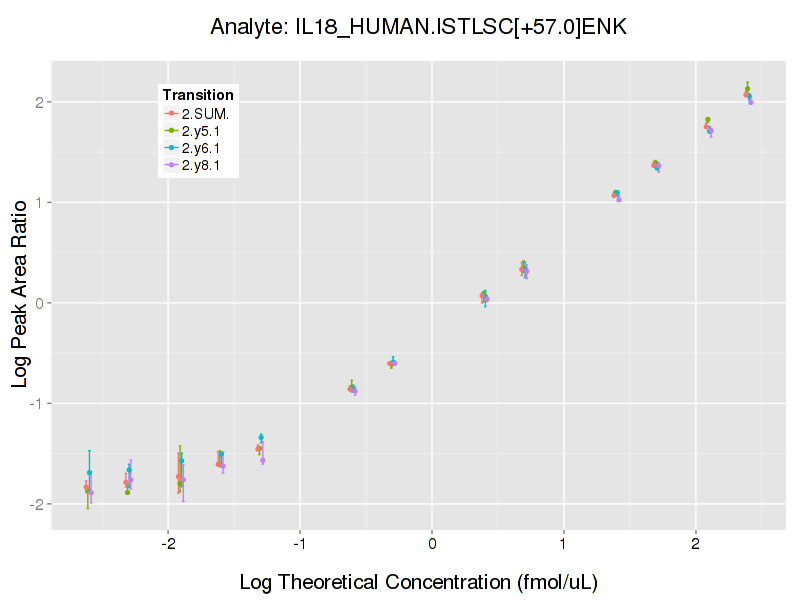 Analyte: IL18_HUMAN.ISTLSC[+57.0]ENK
Log Peak Area Ratio
2
1
0
-1
-2
Transition
2.SUM.
2.y5.1
2.y6.1
2.y8.1
-2 -1 0 1 2
Log Theoretical Concentration (fmol/uL)